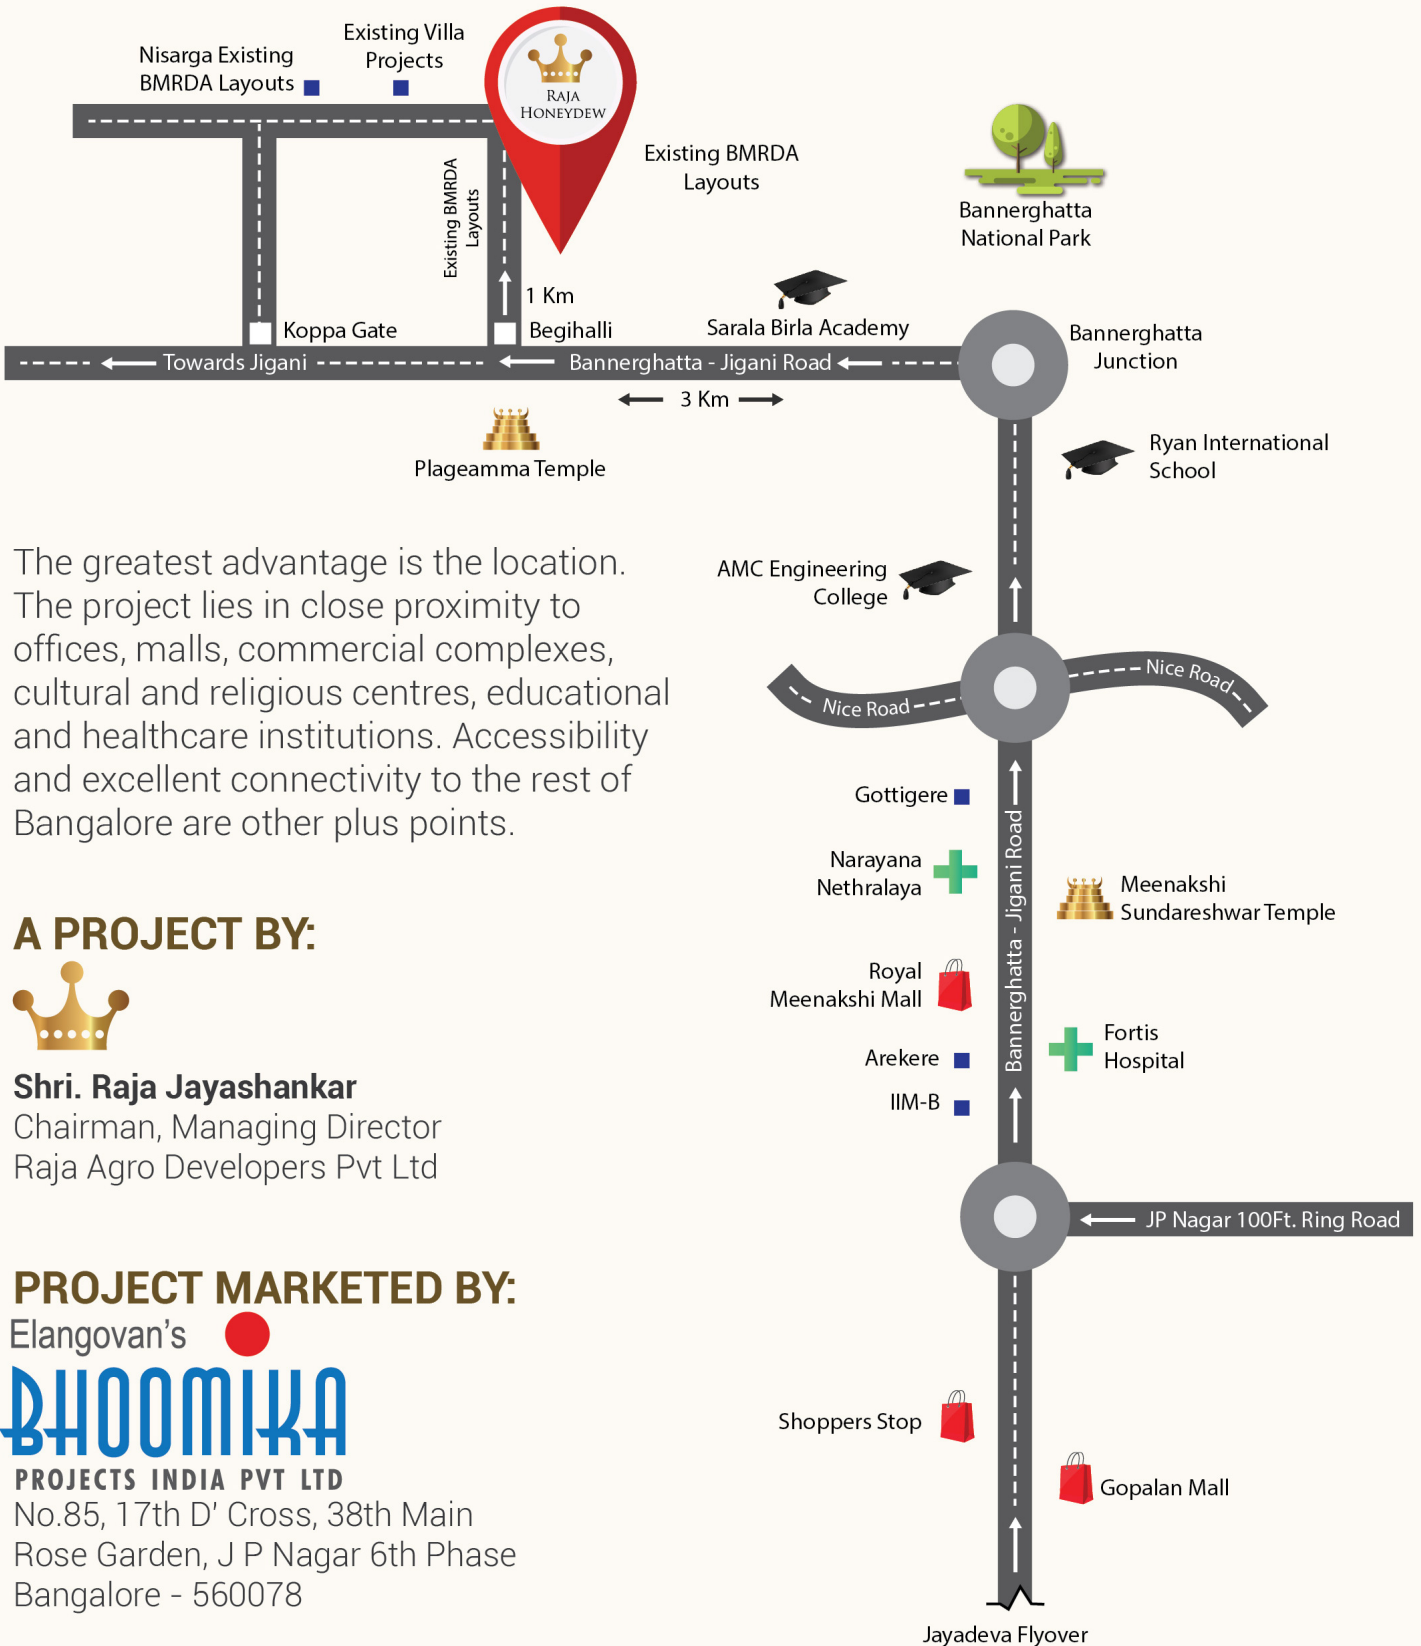 Existing Villa
Projects
Nisarga Existing
BMRDA Layouts
RAJA
HONEYDEW
Existing BMRDA
Layouts
Existing BMRDA
Layouts
Bannerghatta
National Park
1 Km
Koppa Gate
Begihalli
Sarala Birla Academy
Bannerghatta
Junction
Towards Jigani
Bannerghatta - Jigani Road
3 Km
Plageamma Temple
Ryan International
School
AMC Engineering
College
Nice Road
Nice Road
Gottigere
Narayana
Nethralaya
Meenakshi
Sundareshwar Temple
Bannerghatta - Jigani Road
Royal
Meenakshi Mall
Fortis
Hospital
Arekere
IIM-B
JP Nagar 100Ft. Ring Road
Shoppers Stop
Gopalan Mall
Jayadeva Flyover
The greatest advantage is the location.
The project lies in close proximity to
offices, malls, commercial complexes,
cultural and religious centres, educational
and healthcare institutions. Accessibility
and excellent connectivity to the rest of
Bangalore are other plus points.
A PROJECT BY:
Shri. Raja Jayashankar
Chairman, Managing Director
Raja Agro Developers Pvt Ltd
PROJECT MARKETED BY:
Elangovan's
BHOOMIKA
PROJECTS INDIA PVT LTD
No.85, 17th D' Cross, 38th Main
Rose Garden, J P Nagar 6th Phase
Bangalore - 560078